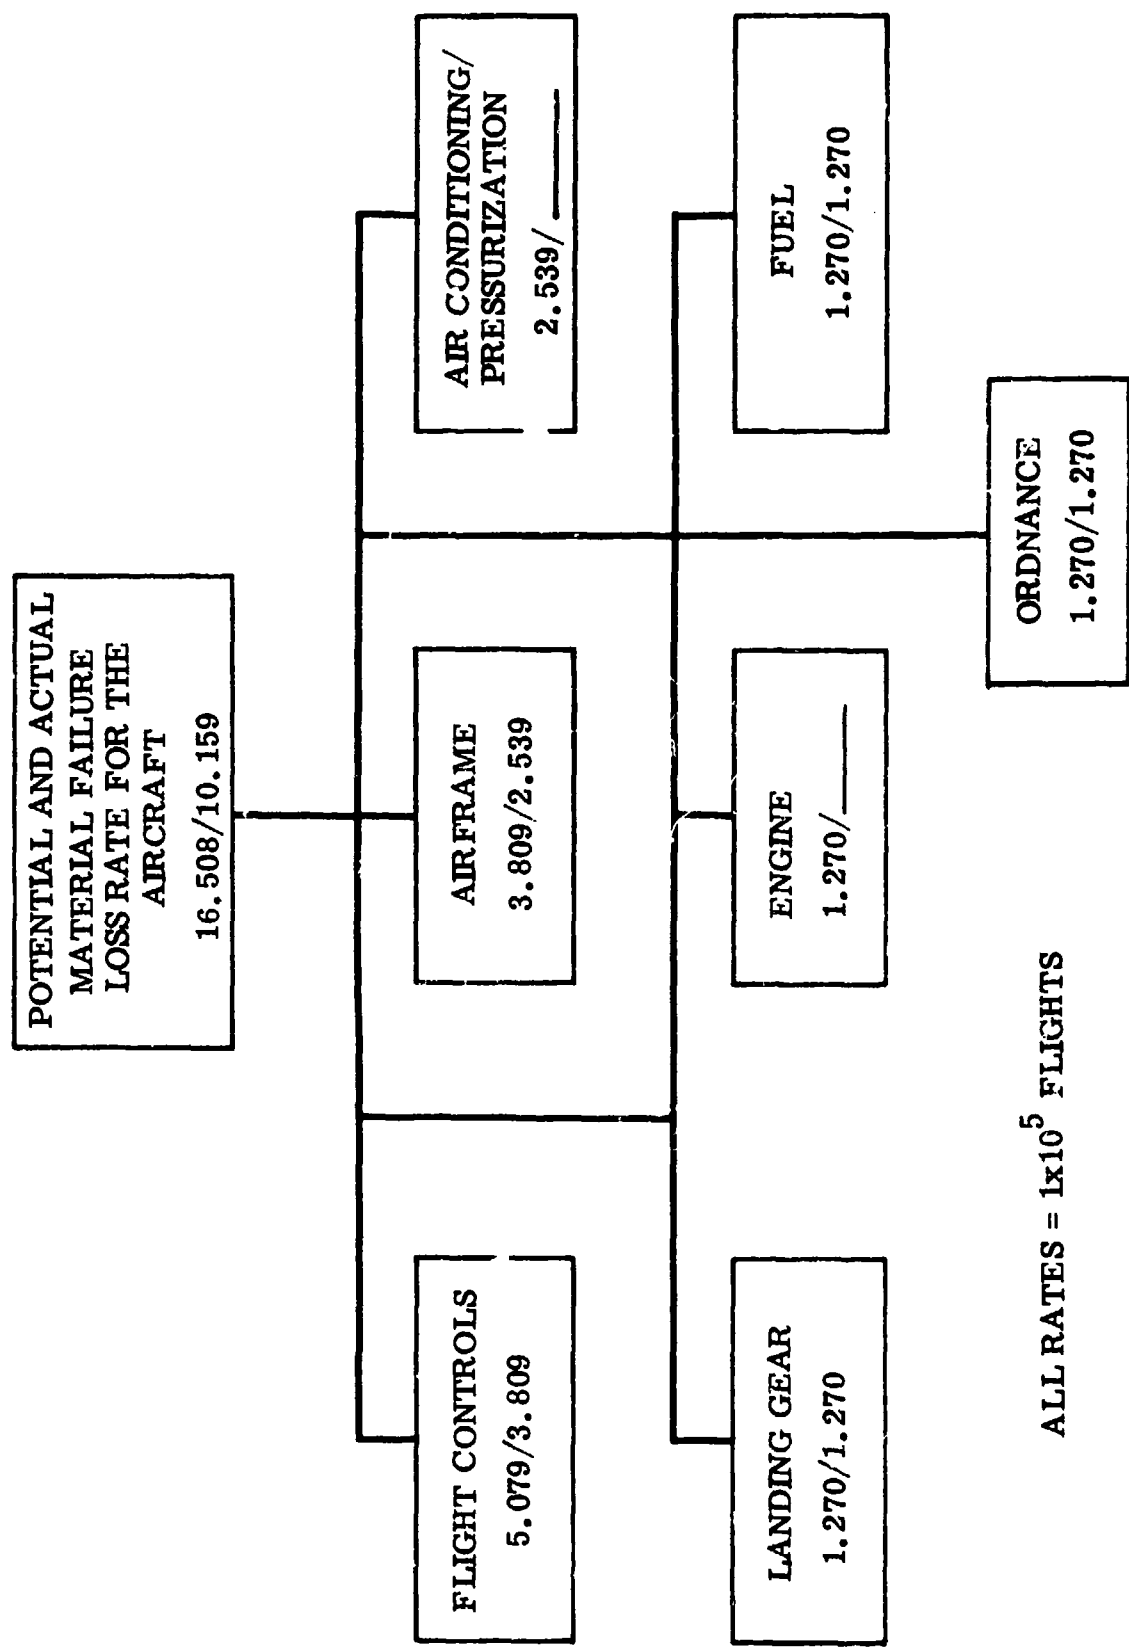 POTENTIAL AND ACTUAL
MATERIAL FAILURE
LOSS RATE FOR THE
AIRCRAFT
16.508/10.159
FLIGHT CONTROLS
5.079/3.809
AIRFRAME
3.809/2.539
AIR CONDITIONING/
PRESSURIZATION
2.539/____
LANDING GEAR
1.270/1.270
ENGINE
1.270/____
FUEL
1.270/1.270
ORDNANCE
1.270/1.270
ALL RATES = 1x10⁵ FLIGHTS